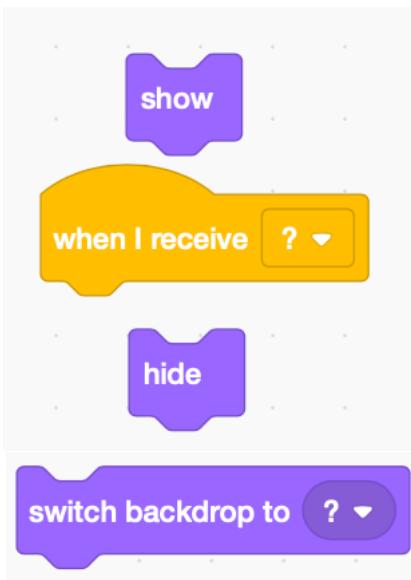 show
when I receive ?
hide
switch backdrop to ?